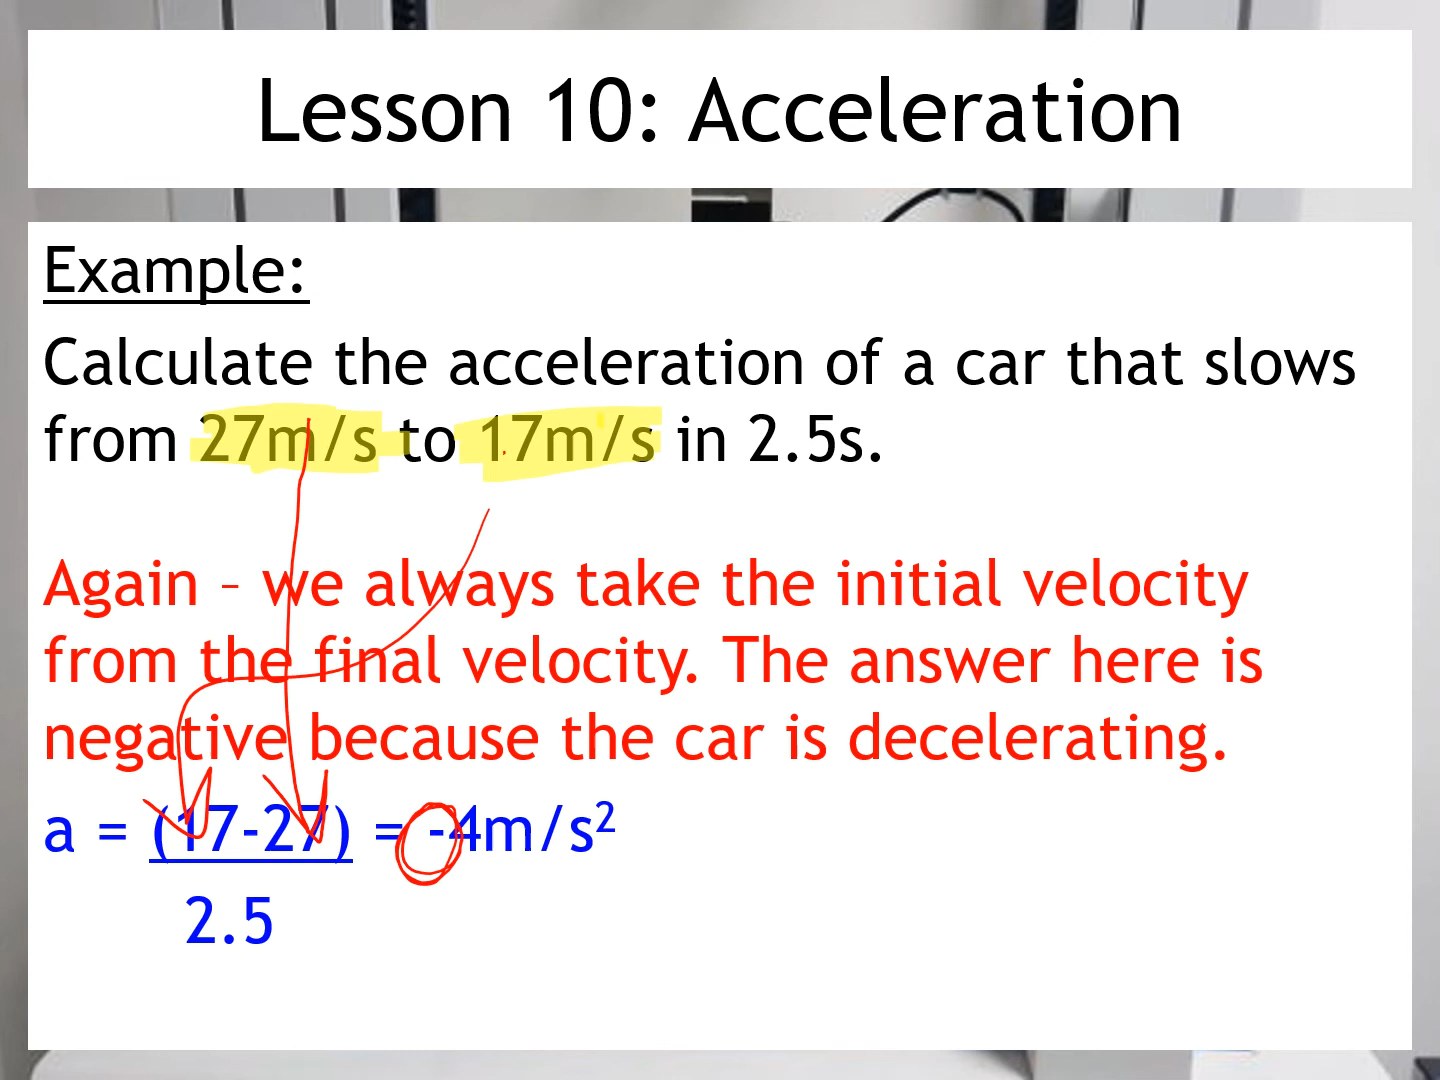 Lesson 10: Acceleration
Example:
Calculate the acceleration of a car that slows
from 27m/s to 17m/s in 2.5s.
Again – we always take the initial velocity
from the final velocity. The answer here is
negative because the car is decelerating.
a = (17-27) = -4m/s²
2.5